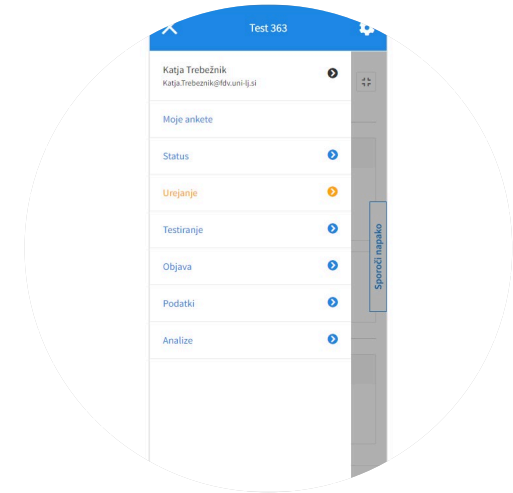 Test 363
Katja Trebežnik
Katja.Trebeznik@fdv.uni-lj.si
Moje ankete
Status
Urejanje
Testiranje
Objava
Podatki
Analize
Sporoči napako